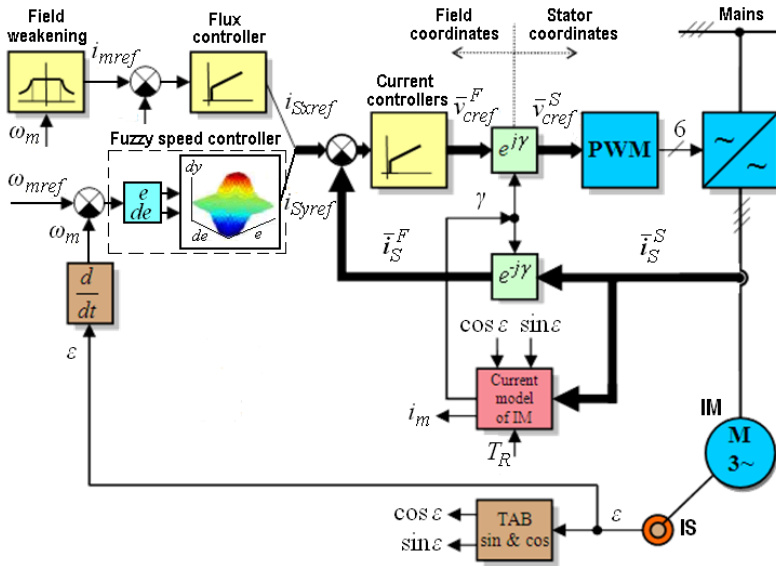 Field
weakening
i_mref
Flux
controller
Field
coordinates
Stator
coordinates
Mains
i_Sxref
Current
controllers
v̄_cref^F
v̄_cref^S
e^jγ
PWM
6
~
~
ω_m
Fuzzy speed controller
ω_mref
e
de
dy
de
e
i_Syref
ω_m
γ
ī_S^F
ī_S^S
e^-jγ
d
dt
ε
cos ε
sin ε
Current
model
of IM
i_m
T_R
IM
M
3~
TAB
sin & cos
cos ε
sin ε
ε
IS